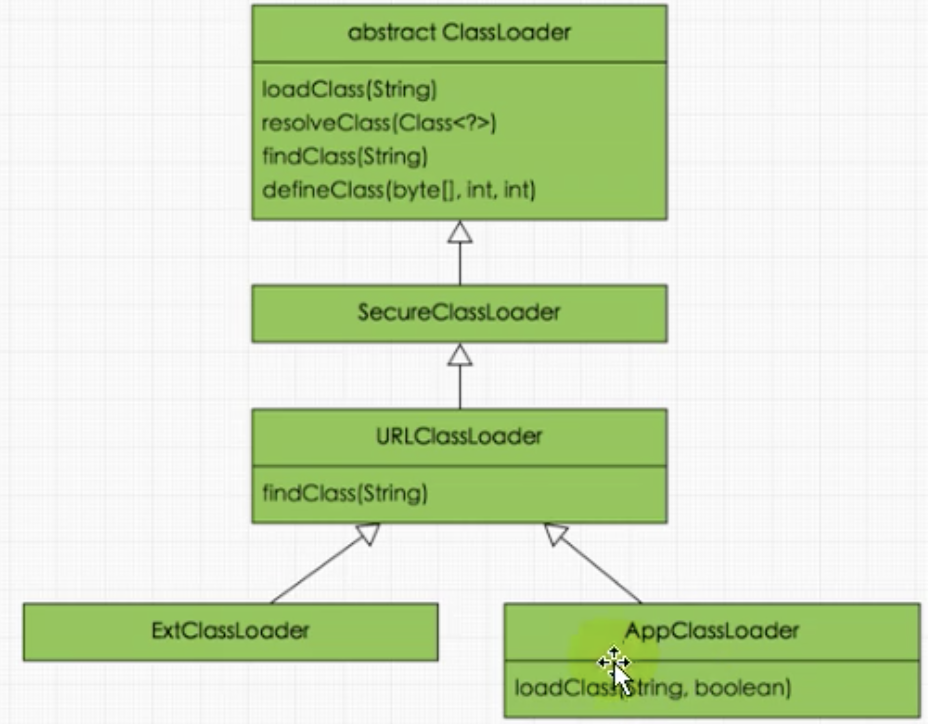 abstract ClassLoader
loadClass(String)
resolveClass(Class<?>)
findClass(String)
defineClass(byte[], int, int)
SecureClassLoader
URLClassLoader
findClass(String)
ExtClassLoader
AppClassLoader
loadClass(String, boolean)